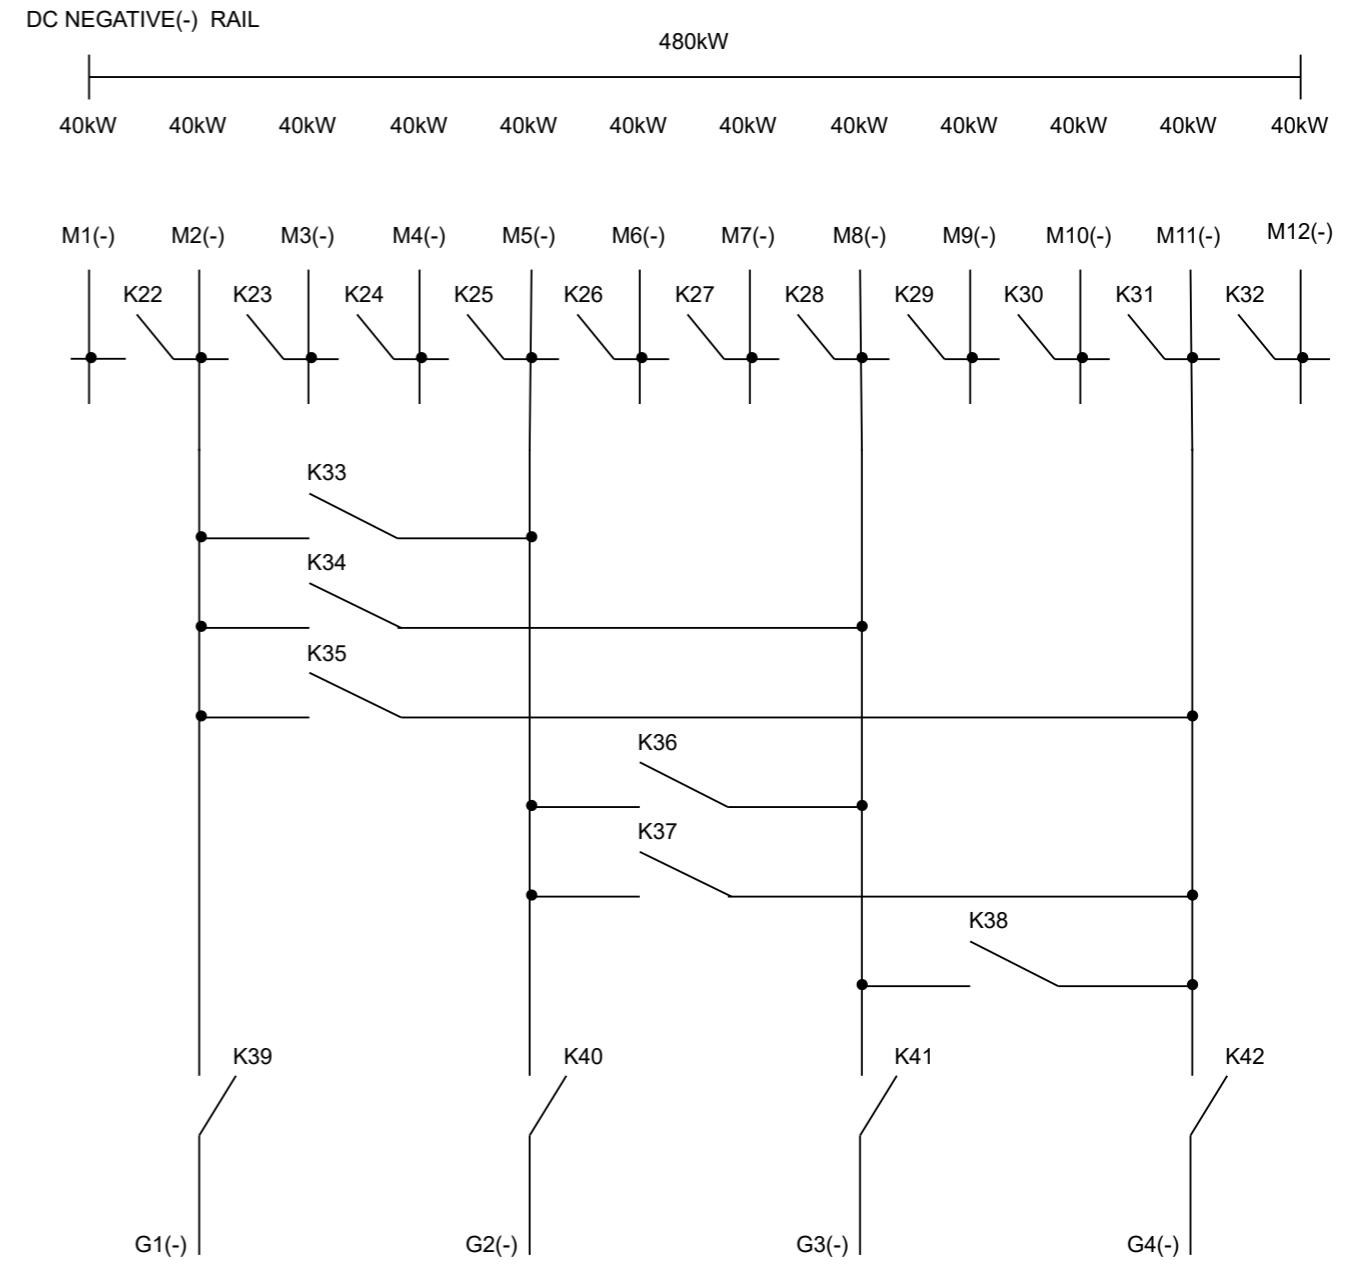 DC NEGATIVE(-) RAIL
480kW
40kW 40kW 40kW 40kW 40kW 40kW 40kW 40kW 40kW 40kW 40kW 40kW
M1(-) M2(-) M3(-) M4(-) M5(-) M6(-) M7(-) M8(-) M9(-) M10(-) M11(-) M12(-)
K22 K23 K24 K25 K26 K27 K28 K29 K30 K31 K32
K33
K34
K35
K36
K37
K38
K39 K40 K41 K42
G1(-) G2(-) G3(-) G4(-)